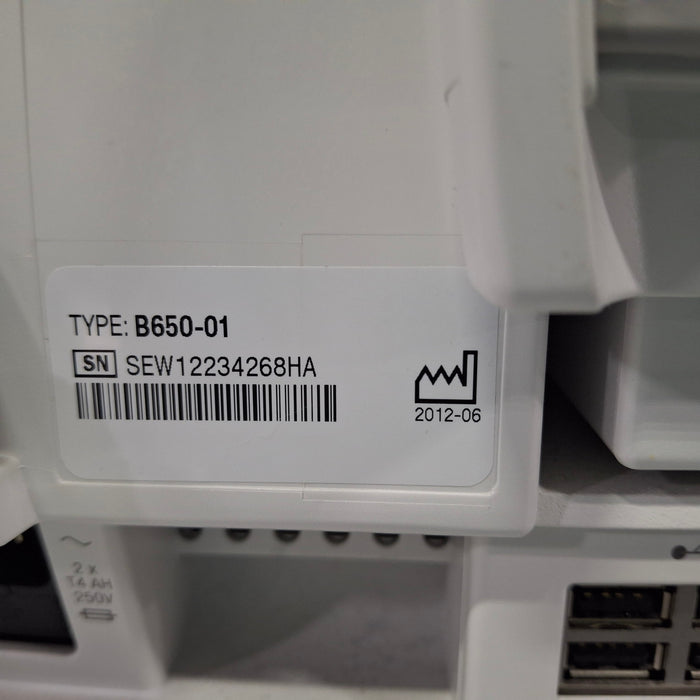 TYPE: B650-01
SN SEW12234268HA
2012-06
2 x
T4 AH
250V